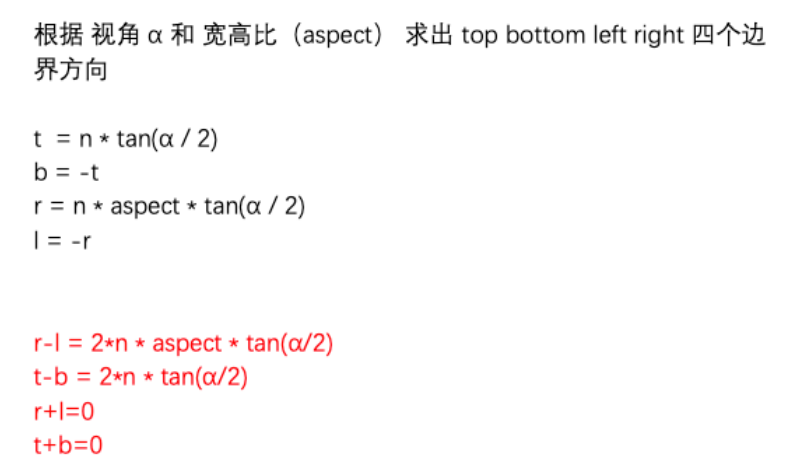 根据 视角 α 和 宽高比（aspect） 求出 top bottom left right 四个边
界方向
t = n * tan(α / 2)
b = -t
r = n * aspect * tan(α / 2)
l = -r
r-l = 2*n * aspect * tan(α/2)
t-b = 2*n * tan(α/2)
r+l=0
t+b=0